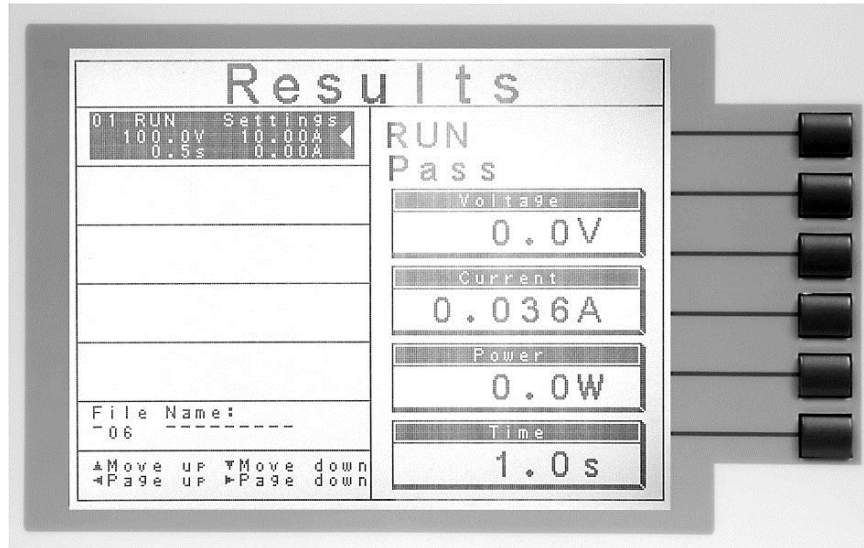 Results
01 RUN Settings
100.0V 10.00A
0.5s 0.00A
File Name:
-06 ---------
▲Move up ▼Move down
◄Page up ►Page down
RUN
Pass
Voltage
0.0V
Current
0.036A
Power
0.0W
Time
1.0s